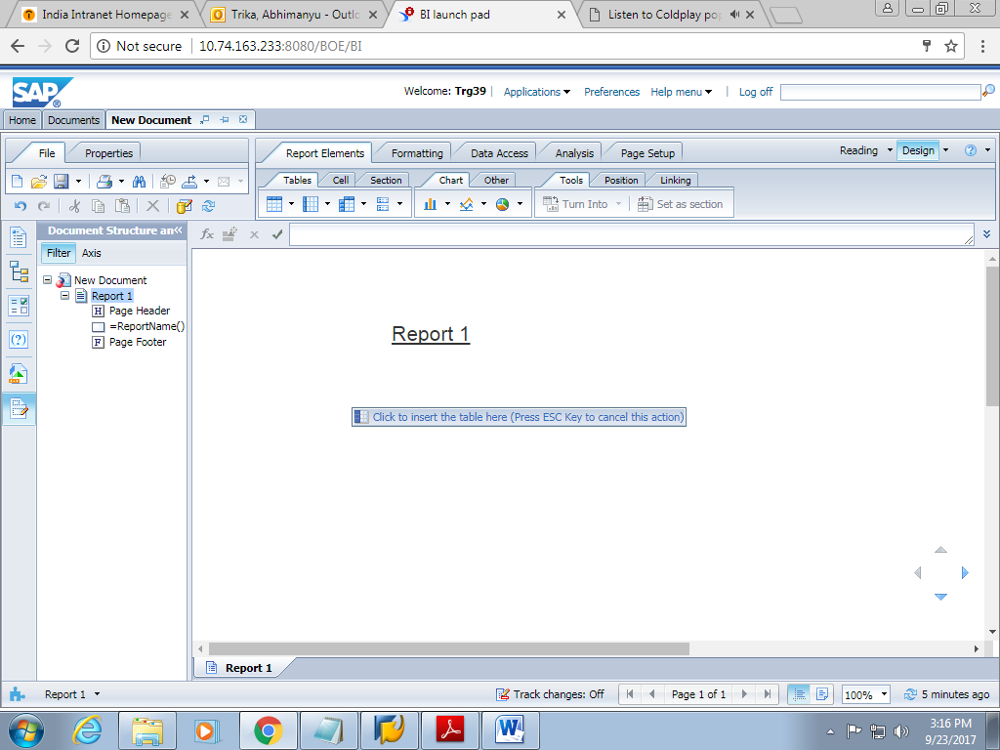 India Intranet Homepage
Trika, Abhimanyu - Outlo
BI launch pad
Listen to Coldplay pop
Not secure
10.74.163.233:8080/BOE/BI
SAP
Welcome: Trg39
Applications
Preferences
Help menu
Log off
Home
Documents
New Document
File
Properties
Report Elements
Formatting
Data Access
Analysis
Page Setup
Reading
Design
Tables
Cell
Section
Chart
Other
Tools
Position
Linking
Turn Into
Set as section
Document Structure an
Filter
Axis
New Document
Report 1
H Page Header
=ReportName()
F Page Footer
Report 1
Click to insert the table here (Press ESC Key to cancel this action)
Report 1
Report 1
Track changes: Off
Page 1 of 1
100%
5 minutes ago
3:16 PM
9/23/2017